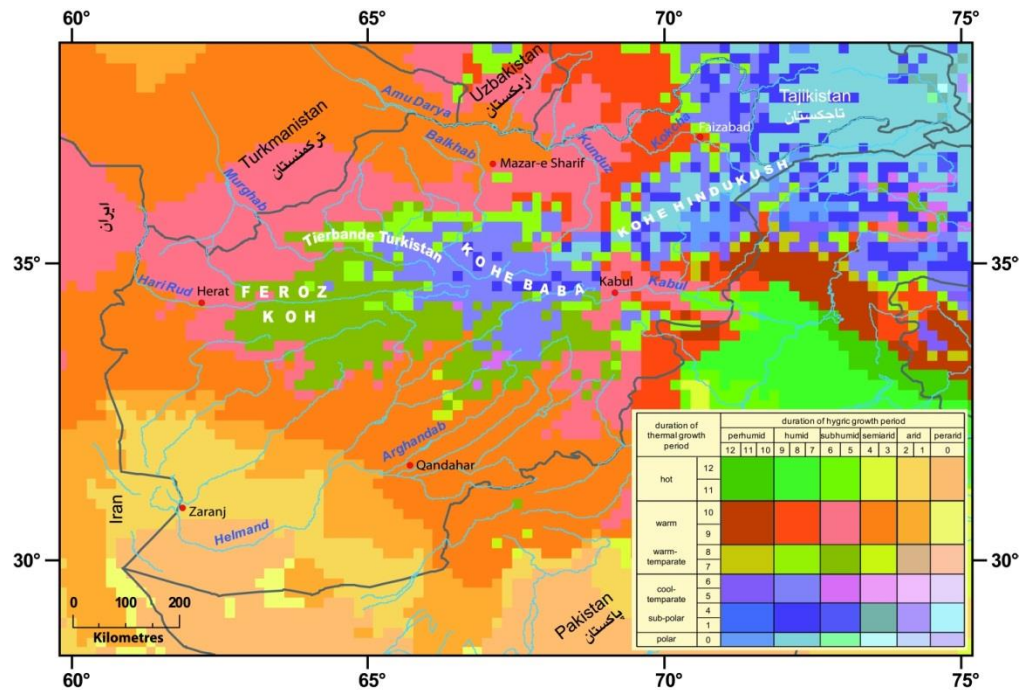 60°
65°
70°
75°
Uzbekistan
ازبکستان
Tajikistan
تاجکستان
Amu Darya
Turkmanistan
ترکمنستان
Balkhab
Kunduz
Kokcha
Faizabad
Mazar-e Sharif
Murghab
ایران
KOHE HINDUKUSH
Tierbande Turkistan
KOHE BABA
35°
35°
Hari Rud
Herat
FEROZ
KOH
Kabul
Kabul
Arghandab
Qandahar
Iran
Zaranj
Helmand
30°
30°
Pakistan
پاکستان
0 100 200
Kilometres
duration of thermal growth period
duration of hygric growth period
perhumid humid subhumid semiarid arid perarid
12 11 10 9 8 7 6 5 4 3 2 1 0
hot 12
11
warm 10
9
warm-temparate 8
7
cool-temparate 6
5
sub-polar 4
1
polar 0
60°
65°
70°
75°